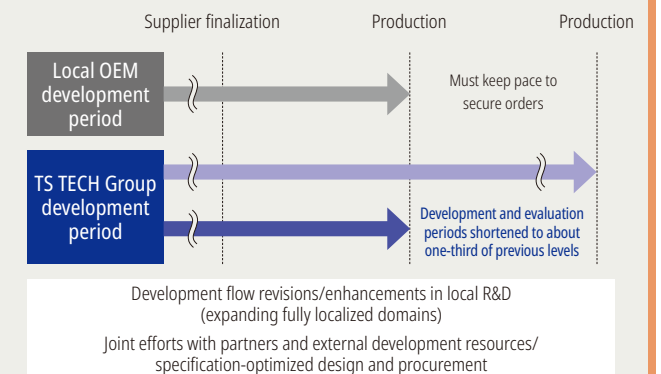 Supplier finalization
Production
Production
Local OEM
development
period
Must keep pace to
secure orders
TS TECH Group
development
period
Development and evaluation
periods shortened to about
one-third of previous levels
Development flow revisions/enhancements in local R&D
(expanding fully localized domains)
Joint efforts with partners and external development resources/
specification-optimized design and procurement